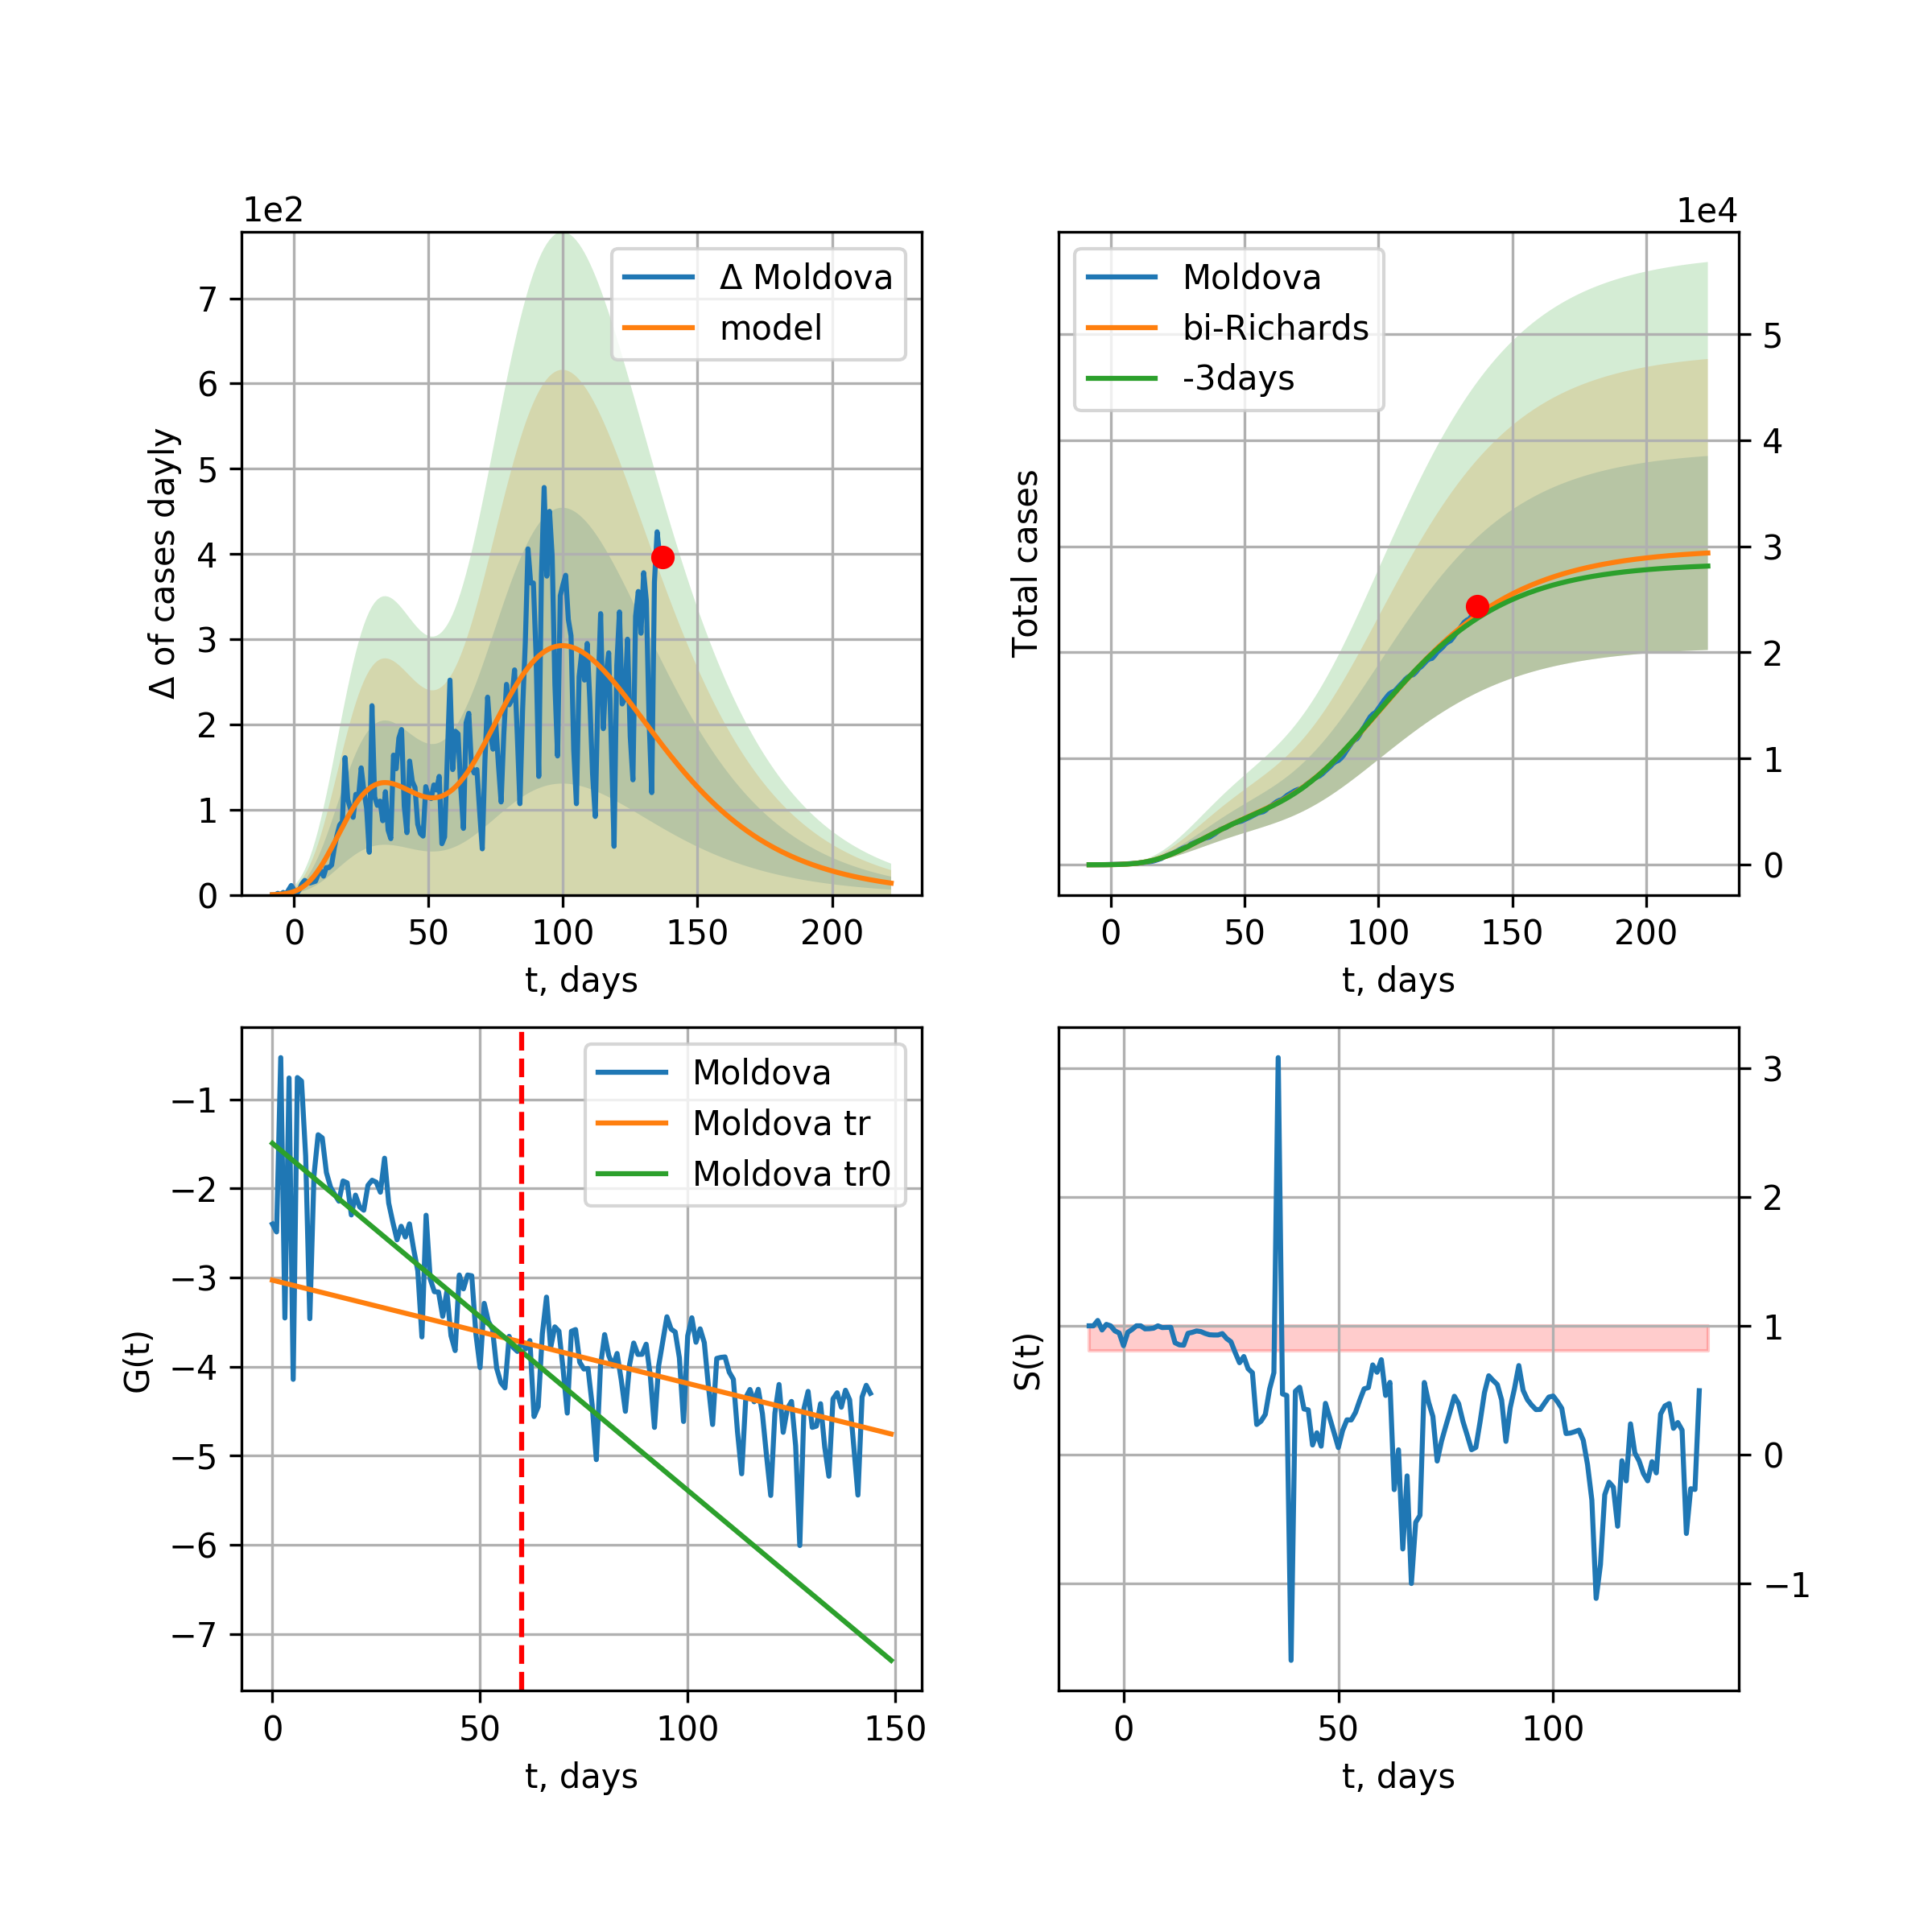 1e2
Δ Moldova
model
7
6
5
4
3
2
1
0
Δ of cases dayly
0 50 100 150 200
t, days
1e4
Moldova
bi-Richards
-3days
5
4
3
2
1
0
Total cases
0 50 100 150 200
t, days
Moldova
Moldova tr
Moldova tr0
−1
−2
−3
−4
−5
−6
−7
G(t)
0 50 100 150
t, days
3
2
1
0
−1
S(t)
0 50 100
t, days